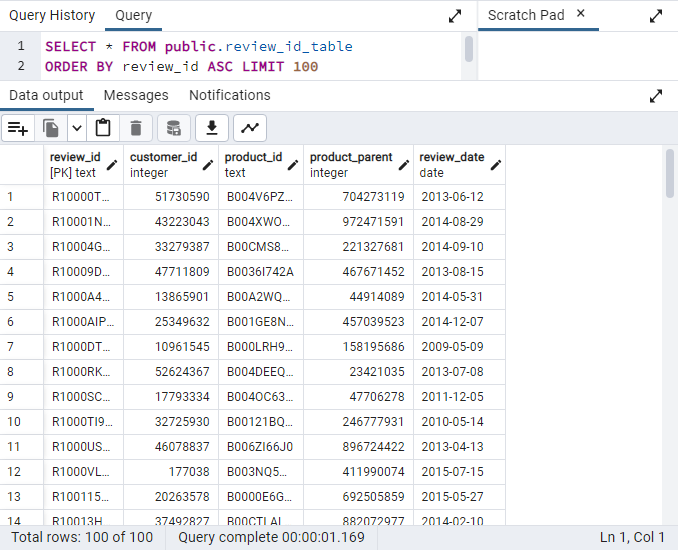 Query History Query Scratch Pad ×
1 SELECT * FROM public.review_id_table
2 ORDER BY review_id ASC LIMIT 100
Data output Messages Notifications
review_id customer_id product_id product_parent review_date
[PK] text integer text integer date
1 R10000T... 51730590 B004V6PZ... 704273119 2013-06-12
2 R10001N... 43223043 B004XWO... 972471591 2014-08-29
3 R10004G... 33279387 B00CMS8... 221327681 2014-09-10
4 R10009D... 47711809 B0036I742A 467671452 2013-08-15
5 R1000A4... 13865901 B00A2WQ... 44914089 2014-05-31
6 R1000AIP... 25349632 B001GE8N... 457039523 2014-12-07
7 R1000DT... 10961545 B000LRH9... 158195686 2009-05-09
8 R1000RK... 52624367 B004DEEQ... 23421035 2013-07-08
9 R1000SC... 17793334 B004OC63... 47706278 2011-12-05
10 R1000TI9... 32725930 B00121BQ... 246777931 2010-05-14
11 R1000US... 46078837 B006ZI66J0 896724422 2013-04-13
12 R1000VL... 177038 B003NQ5... 411990074 2015-07-15
13 R100115... 20263578 B0000E6G... 692505859 2015-05-27
14 R10013H 37492827 B00CTLAL 882072977 2014-02-10
Total rows: 100 of 100 Query complete 00:00:01.169 Ln 1, Col 1